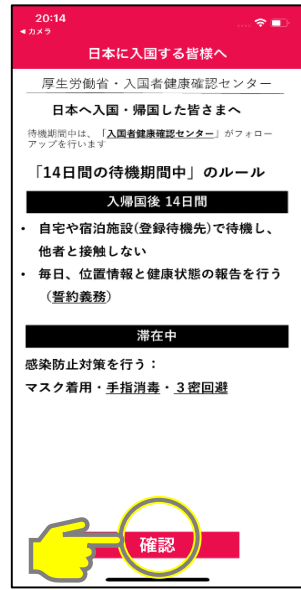 20:14
◀ カメラ
日本に入国する皆様へ
厚生労働省・入国者健康確認センター
日本へ入国・帰国した皆さまへ
待機期間中は、「入国者健康確認センター」がフォロー
アップを行います
「14日間の待機期間中」のルール
入帰国後 14日間
・ 自宅や宿泊施設(登録待機先)で待機し、
他者と接触しない
・ 毎日、位置情報と健康状態の報告を行う
（誓約義務）
滞在中
感染防止対策を行う：
マスク着用・手指消毒・３密回避
確認